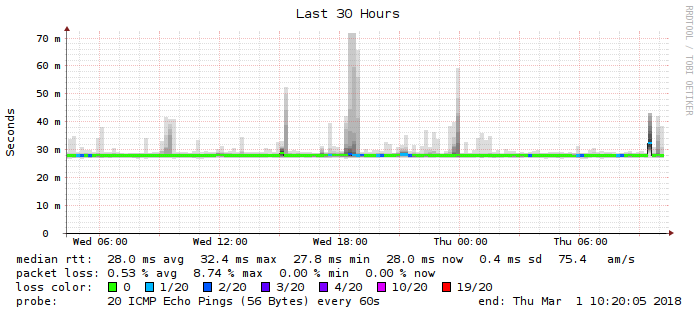 Last 30 Hours
RRDTOOL / TOBI OETIKER
Seconds
70 m
60 m
50 m
40 m
30 m
20 m
10 m
0
Wed 06:00 Wed 12:00 Wed 18:00 Thu 00:00 Thu 06:00
median rtt: 28.0 ms avg 32.4 ms max 27.8 ms min 28.0 ms now 0.4 ms sd 75.4 am/s
packet loss: 0.53 % avg 8.74 % max 0.00 % min 0.00 % now
loss color: 0 1/20 2/20 3/20 4/20 10/20 19/20
probe: 20 ICMP Echo Pings (56 Bytes) every 60s end: Thu Mar 1 10:20:05 2018